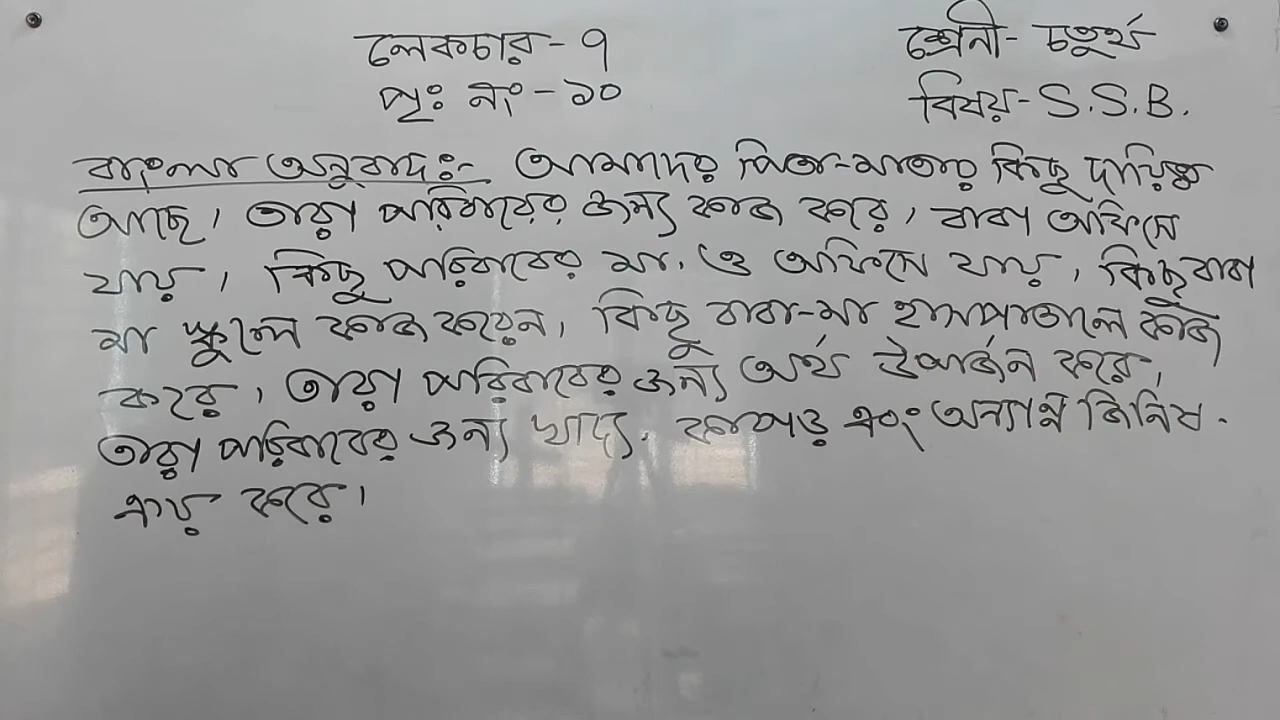 লেকচার - ৭
পৃঃ নং - ১০
শ্রেনী - চতুর্থ
বিষয় - S.S.B.
বাংলা অনুবাদঃ- আমাদের পিতা-মাতার কিছু দায়িত্ব
আছে। তারা পরিবারের জন্য কাজ করে। বাবা অফিসে
যায়। কিছু পরিবারের মা, ও অফিসে যায়। কিছু বাবা
মা স্কুলে কাজ করেন। কিছু বাবা-মা হাসপাতালে কাজ
করে। তারা পরিবারের জন্য অর্থ উপার্জন করে।
তারা পরিবারের জন্য খাদ্য, কাপড় এবং অন্যান্য জিনিষ
ক্রয় করে।